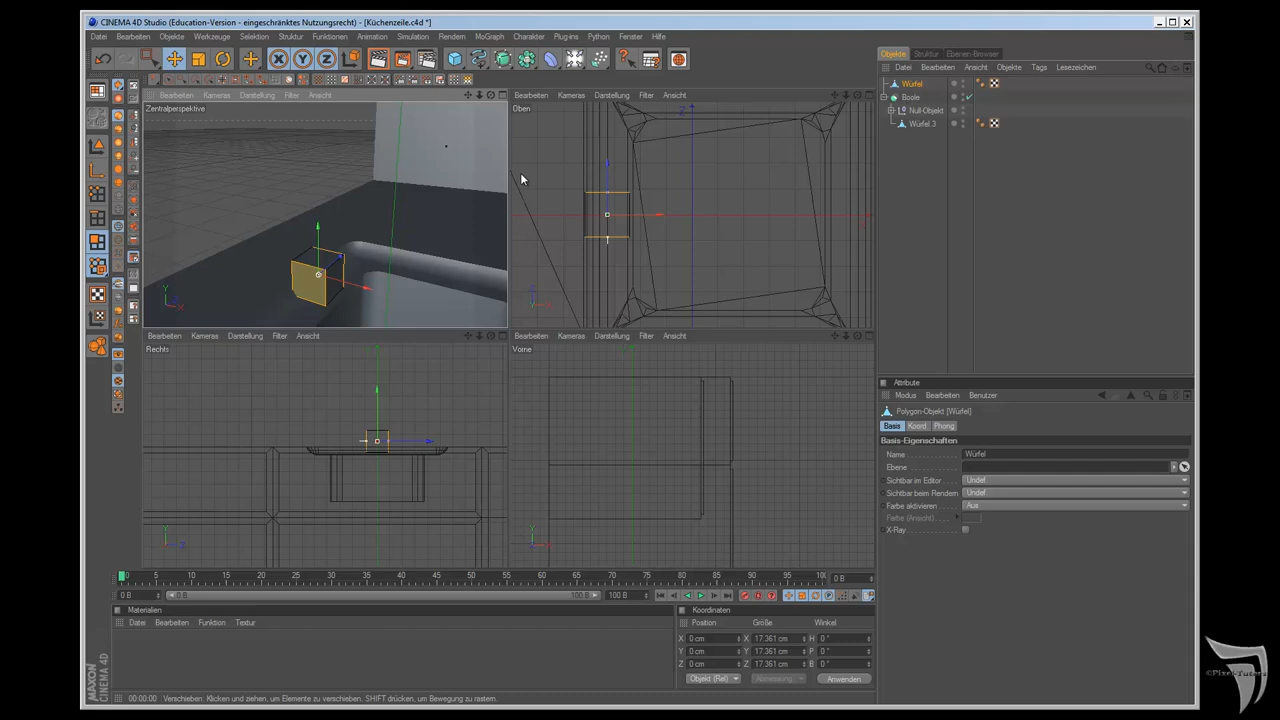 CINEMA 4D Studio (Education-Version - eingeschränktes Nutzungsrecht) - [Küchenzeile.c4d *]
Datei Bearbeiten Objekte Werkzeuge Selektion Struktur Funktionen Animation Simulation Rendern MoGraph Charakter Plug-ins Python Fenster Hilfe
Objekte Struktur Ebenen-Browser
Datei Bearbeiten Ansicht Objekte Tags Lesezeichen
Würfel
Boole
Null-Objekt
Würfel 3
Bearbeiten Kameras Darstellung Filter Ansicht
Zentralperspektive
Bearbeiten Kameras Darstellung Filter Ansicht
Oben
Bearbeiten Kameras Darstellung Filter Ansicht
Rechts
Bearbeiten Kameras Darstellung Filter Ansicht
Vorne
Attribute
Modus Bearbeiten Benutzer
Polygon-Objekt [Würfel]
Basis Koord. Phong
Basis-Eigenschaften
Name Würfel
Ebene
Sichtbar im Editor Undef
Sichtbar beim Rendern Undef
Farbe aktivieren Aus
Farbe (Ansicht)
X-Ray
0 5 10 15 20 25 30 35 40 45 50 55 60 65 70 75 80 85 90 95 100 0 B
0 B 0 B 100 B 100 B
Materialien
Datei Bearbeiten Funktion Textur
Koordinaten
Position Größe Winkel
X 0 cm X 17.361 cm H 0 °
Y 0 cm Y 17.361 cm P 0 °
Z 0 cm Z 17.361 cm B 0 °
Objekt (Rel) Abmessung Anwenden
MAXON CINEMA 4D
00:00:00 Verschieben: Klicken und ziehen, um Elemente zu verschieben. SHIFT drücken, um Bewegung zu rastern.